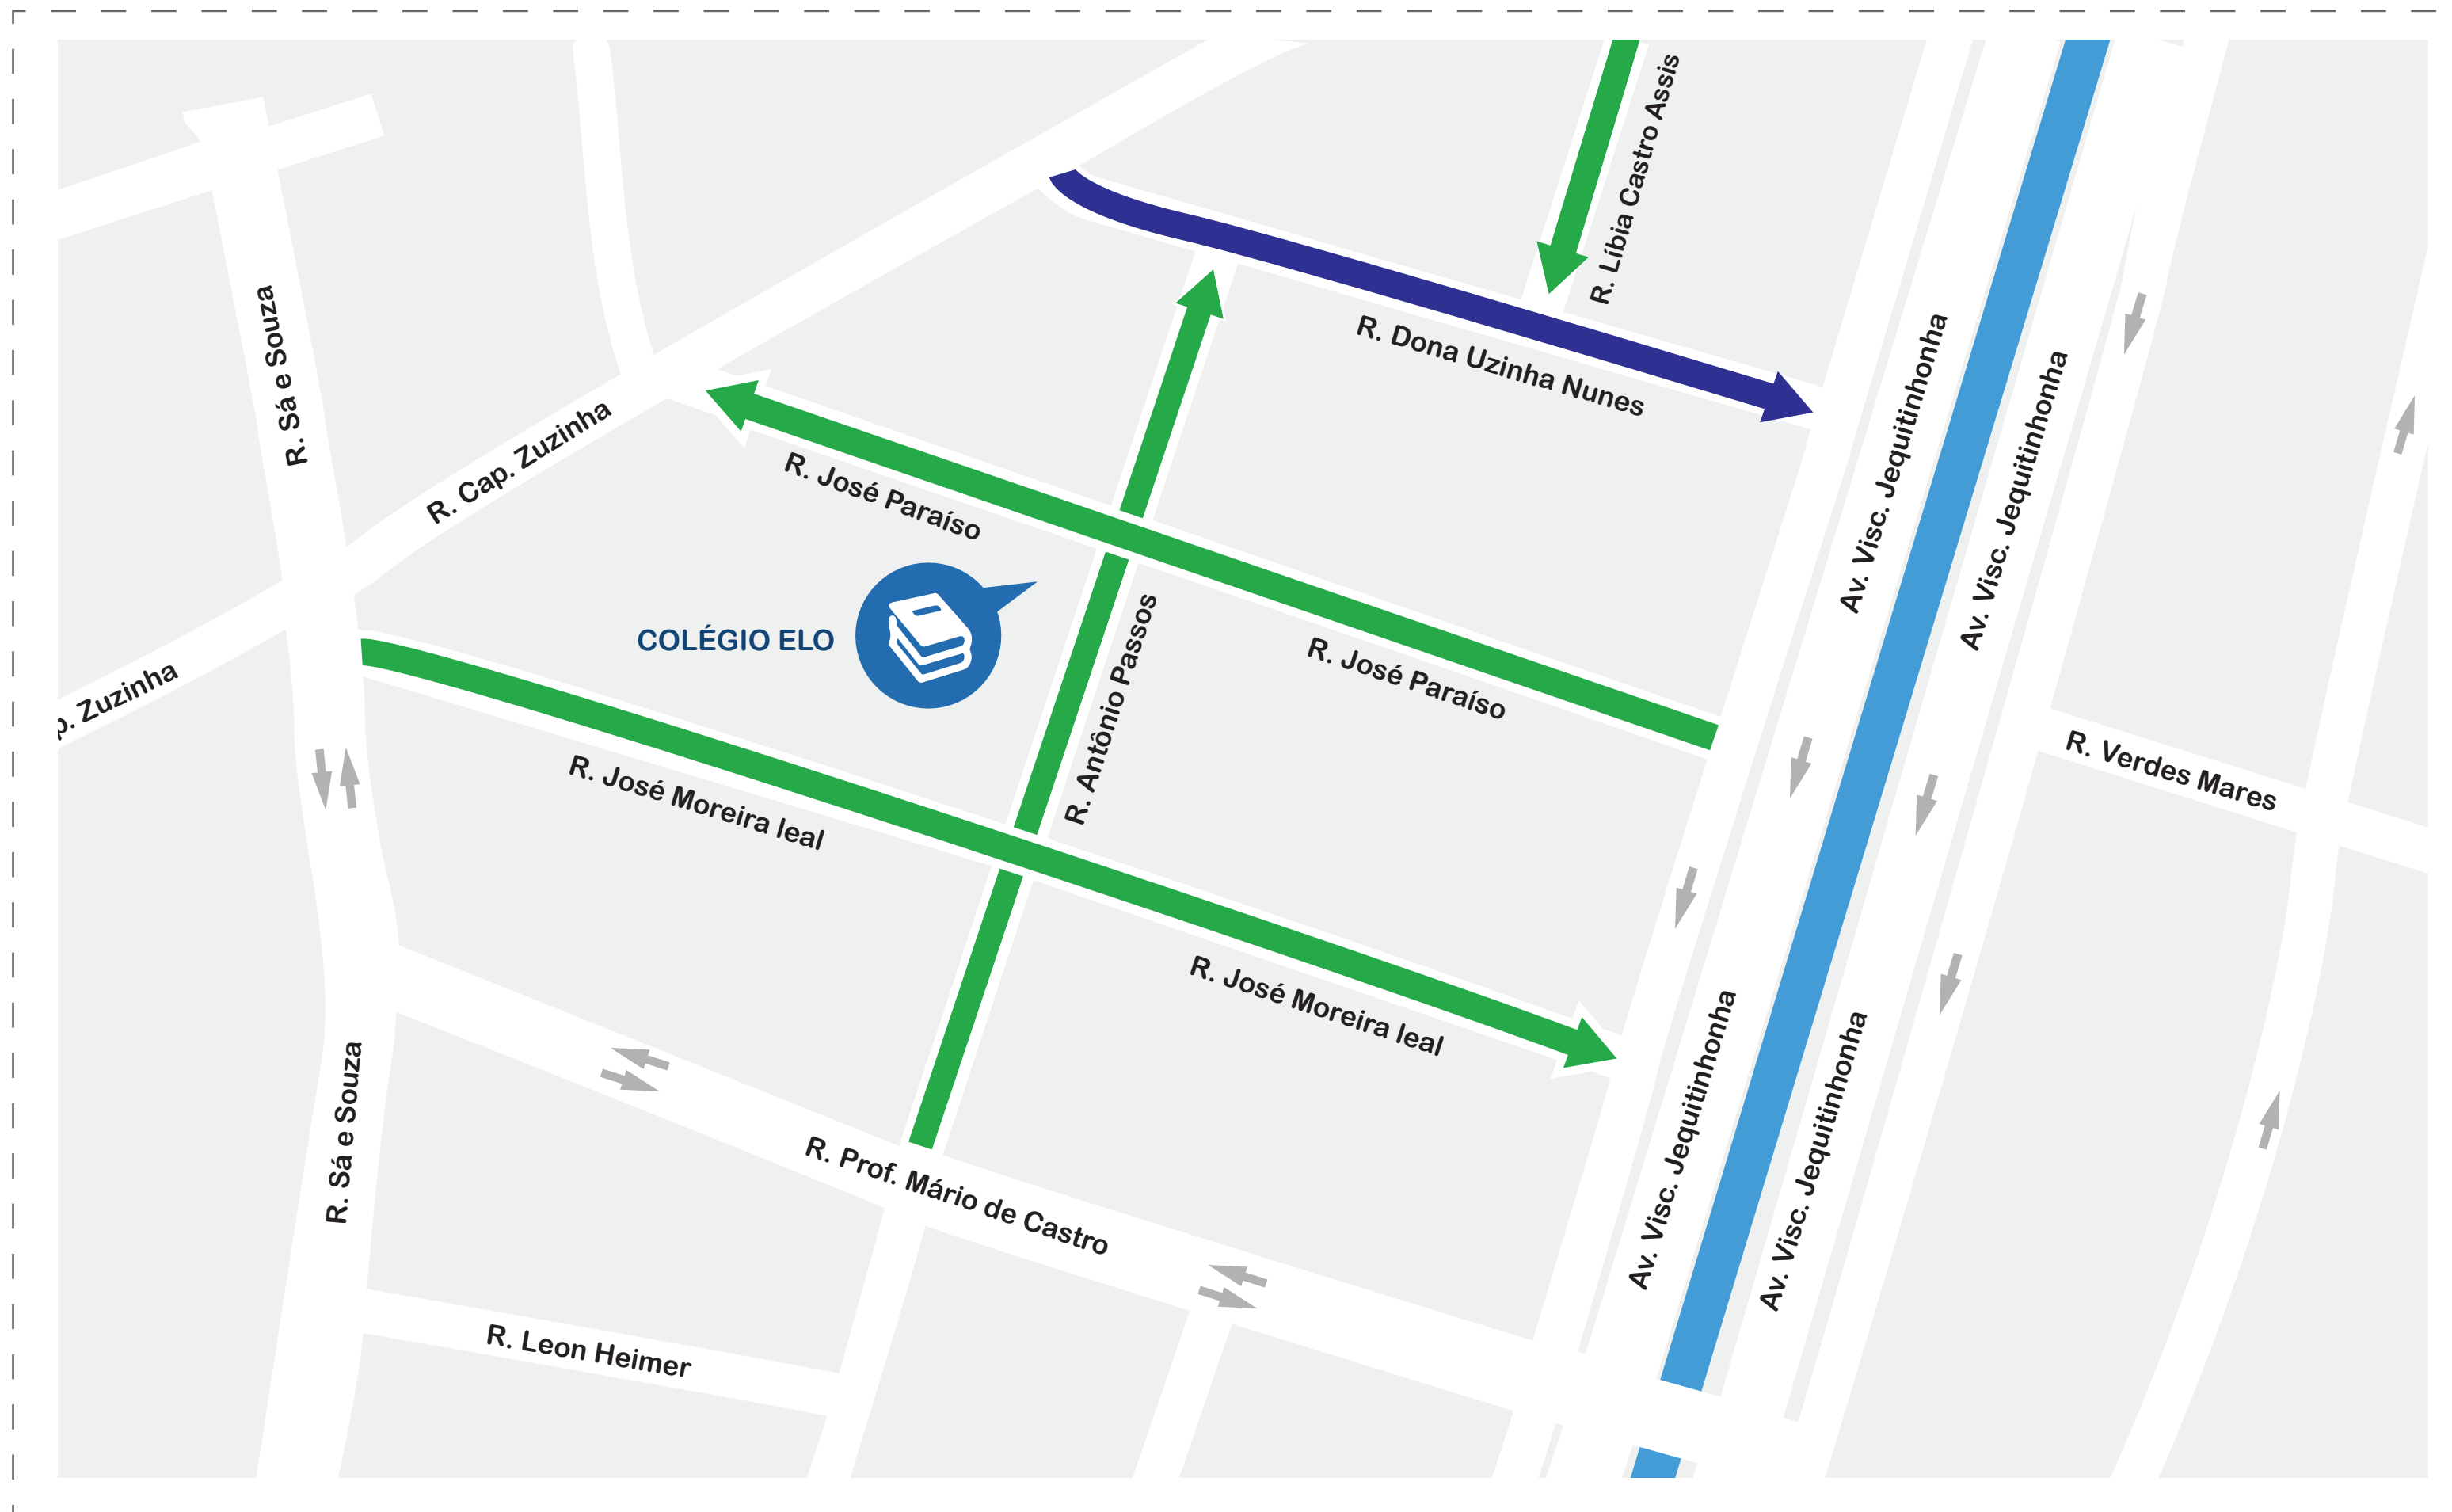 R. Líbia Castro Assis
R. Sá e Souza
R. Dona Uzinha Nunes
Av. Visc. Jequitinhonha
Av. Visc. Jequitinhonha
R. Cap. Zuzinha
R. José Paraíso
COLÉGIO ELO
R. Antônio Passos
R. José Paraíso
p. Zuzinha
R. Verdes Mares
R. José Moreira leal
R. José Moreira leal
R. Sá e Souza
Av. Visc. Jequitinhonha
Av. Visc. Jequitinhonha
R. Prof. Mário de Castro
R. Leon Heimer